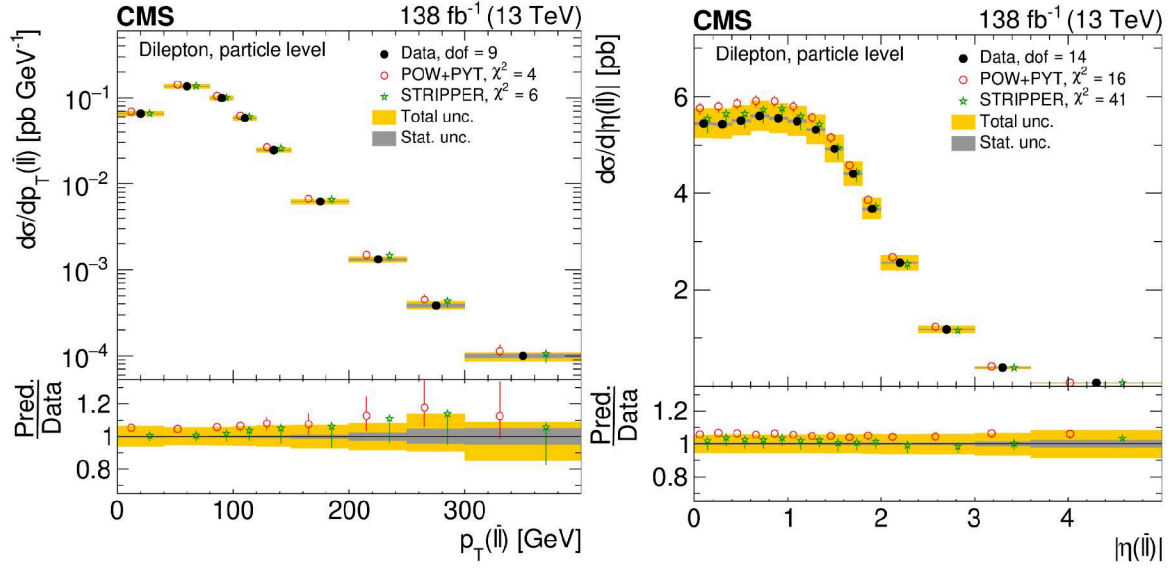 CMS 138 fb⁻¹ (13 TeV)
Dilepton, particle level
Data, dof = 9
POW+PYT, χ² = 4
STRIPPER, χ² = 6
Total unc.
Stat. unc.
dσ/dp_T(ll̄) [pb GeV⁻¹]
10⁻¹
10⁻²
10⁻³
10⁻⁴
Pred.
Data
1.2
1
0.8
0 100 200 300 400
p_T(ll̄) [GeV]
CMS 138 fb⁻¹ (13 TeV)
Dilepton, particle level
Data, dof = 14
POW+PYT, χ² = 16
STRIPPER, χ² = 41
Total unc.
Stat. unc.
dσ/d|η(ll̄)| [pb]
6
4
2
Pred.
Data
1.2
1
0.8
0 1 2 3 4 5
|η(ll̄)|